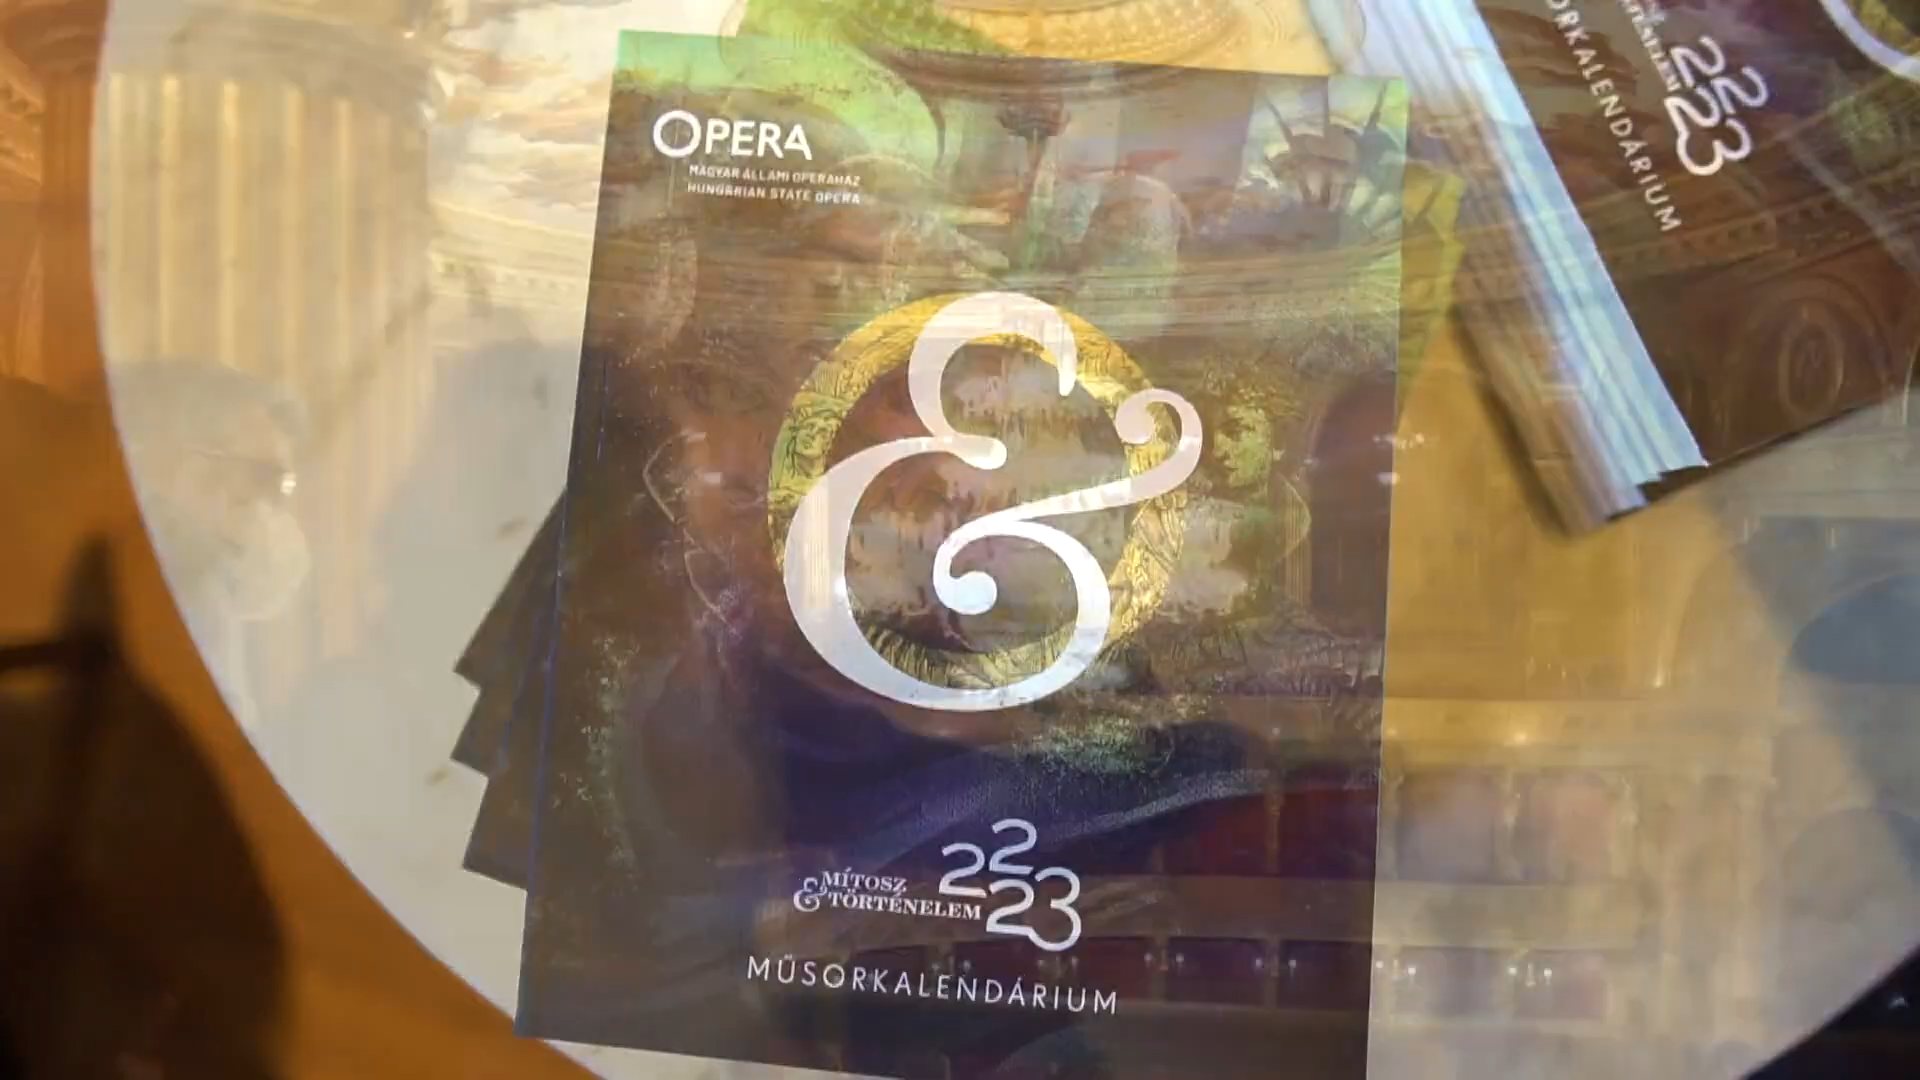 OPERA
MAGYAR ÁLLAMI OPERAHÁZ
HUNGARIAN STATE OPERA
&
MÍTOSZ
& TÖRTÉNELEM
22
23
MŰSORKALENDÁRIUM
22
23
ORKALENDÁRIUM